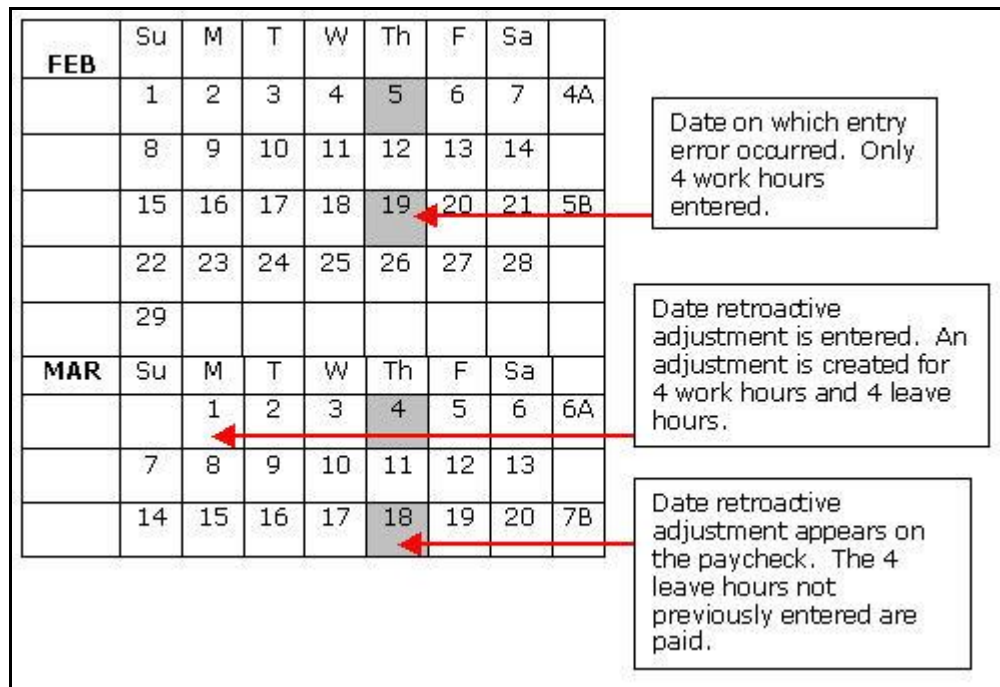 Su M T W Th F Sa
FEB
1 2 3 4 5 6 7 4A
8 9 10 11 12 13 14
15 16 17 18 19 20 21 5B
22 23 24 25 26 27 28
29
MAR Su M T W Th F Sa
1 2 3 4 5 6 6A
7 8 9 10 11 12 13
14 15 16 17 18 19 20 7B
Date on which entry
error occurred. Only
4 work hours
entered.
Date retroactive
adjustment is entered. An
adjustment is created for
4 work hours and 4 leave
hours.
Date retroactive
adjustment appears on
the paycheck. The 4
leave hours not
previously entered are
paid.